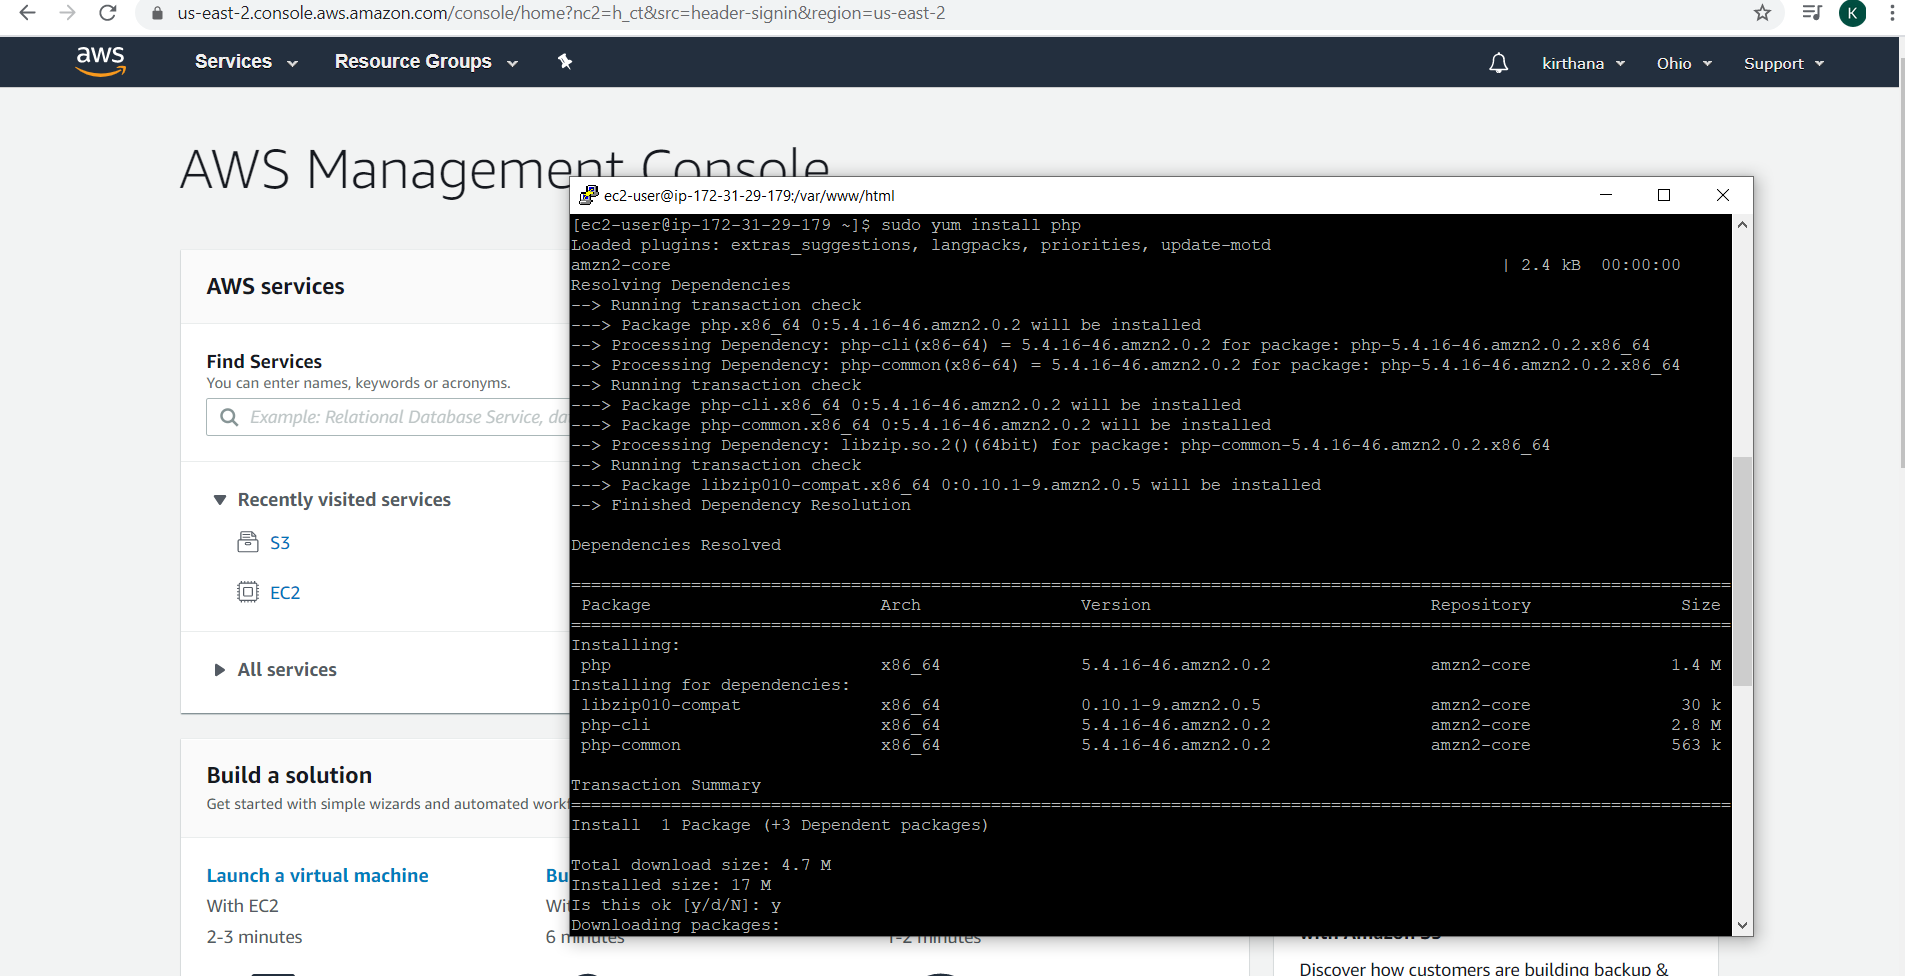 us-east-2.console.aws.amazon.com/console/home?nc2=h_ct&src=header-signin&region=us-east-2
K
aws
Services
Resource Groups
kirthana
Ohio
Support
AWS Management Console
AWS services
Find Services
You can enter names, keywords or acronyms.
Example: Relational Database Service, da
Recently visited services
S3
EC2
All services
Build a solution
Get started with simple wizards and automated workf
Launch a virtual machine
With EC2
2-3 minutes
Bu
Wit
6 minutes
1-2 minutes
with Amazon S3
Discover how customers are building backup &
ec2-user@ip-172-31-29-179:/var/www/html
[ec2-user@ip-172-31-29-179 ~]$ sudo yum install php
Loaded plugins: extras_suggestions, langpacks, priorities, update-motd
amzn2-core | 2.4 kB 00:00:00
Resolving Dependencies
--> Running transaction check
---> Package php.x86_64 0:5.4.16-46.amzn2.0.2 will be installed
--> Processing Dependency: php-cli(x86-64) = 5.4.16-46.amzn2.0.2 for package: php-5.4.16-46.amzn2.0.2.x86_64
--> Processing Dependency: php-common(x86-64) = 5.4.16-46.amzn2.0.2 for package: php-5.4.16-46.amzn2.0.2.x86_64
--> Running transaction check
---> Package php-cli.x86_64 0:5.4.16-46.amzn2.0.2 will be installed
---> Package php-common.x86_64 0:5.4.16-46.amzn2.0.2 will be installed
--> Processing Dependency: libzip.so.2()(64bit) for package: php-common-5.4.16-46.amzn2.0.2.x86_64
--> Running transaction check
---> Package libzip010-compat.x86_64 0:0.10.1-9.amzn2.0.5 will be installed
--> Finished Dependency Resolution
Dependencies Resolved
Package Arch Version Repository Size
Installing:
php x86_64 5.4.16-46.amzn2.0.2 amzn2-core 1.4 M
Installing for dependencies:
libzip010-compat x86_64 0.10.1-9.amzn2.0.5 amzn2-core 30 k
php-cli x86_64 5.4.16-46.amzn2.0.2 amzn2-core 2.8 M
php-common x86_64 5.4.16-46.amzn2.0.2 amzn2-core 563 k
Transaction Summary
Install 1 Package (+3 Dependent packages)
Total download size: 4.7 M
Installed size: 17 M
Is this ok [y/d/N]: y
Downloading packages: